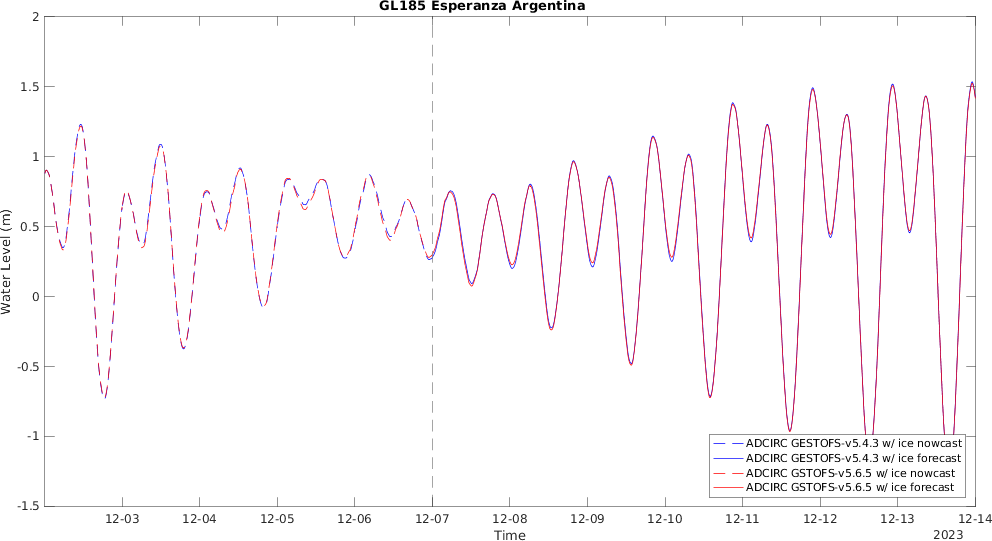 GL185 Esperanza Argentina
2
1.5
1
0.5
0
-0.5
-1
-1.5
Water Level (m)
ADCIRC GESTOFS-v5.4.3 w/ ice nowcast
ADCIRC GESTOFS-v5.4.3 w/ ice forecast
ADCIRC GSTOFS-v5.6.5 w/ ice nowcast
ADCIRC GSTOFS-v5.6.5 w/ ice forecast
12-03 12-04 12-05 12-06 12-07 12-08 12-09 12-10 12-11 12-12 12-13 12-14
Time
2023